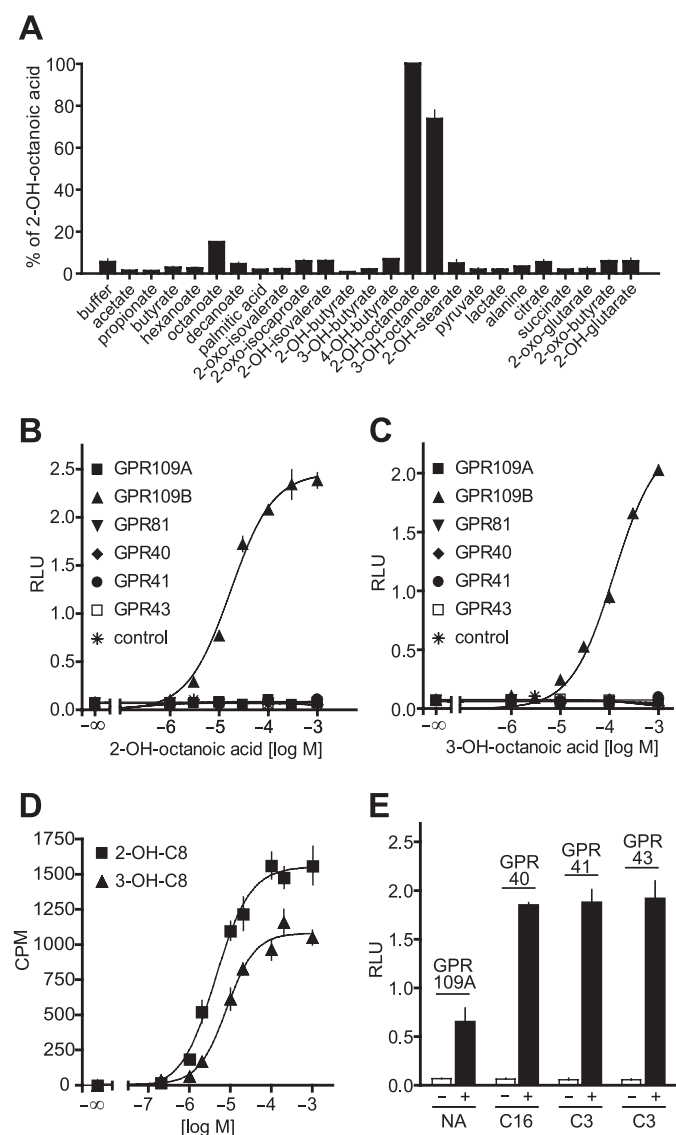 A
% of 2-OH-octanoic acid
100
80
60
40
20
0
buffer
acetate
propionate
butyrate
hexanoate
octanoate
decanoate
palmitic acid
2-oxo-isovalerate
2-oxo-isocaproate
2-OH-isovalerate
2-OH-butyrate
3-OH-butyrate
4-OH-butyrate
2-OH-octanoate
3-OH-octanoate
2-OH-stearate
pyruvate
lactate
alanine
citrate
succinate
2-oxo-glutarate
2-oxo-butyrate
2-OH-glutarate
B
RLU
2.5
2.0
1.5
1.0
0.5
0.0
GPR109A
GPR109B
GPR81
GPR40
GPR41
GPR43
control
−∞ −6 −5 −4 −3
2-OH-octanoic acid [log M]
C
RLU
2.0
1.5
1.0
0.5
0.0
GPR109A
GPR109B
GPR81
GPR40
GPR41
GPR43
control
−∞ −6 −5 −4 −3
3-OH-octanoic acid [log M]
D
CPM
1750
1500
1250
1000
750
500
250
0
2-OH-C8
3-OH-C8
−∞ −7 −6 −5 −4 −3
[log M]
E
RLU
2.5
2.0
1.5
1.0
0.5
0.0
GPR
109A
GPR
40
GPR
41
GPR
43
− + − + − + − +
NA C16 C3 C3